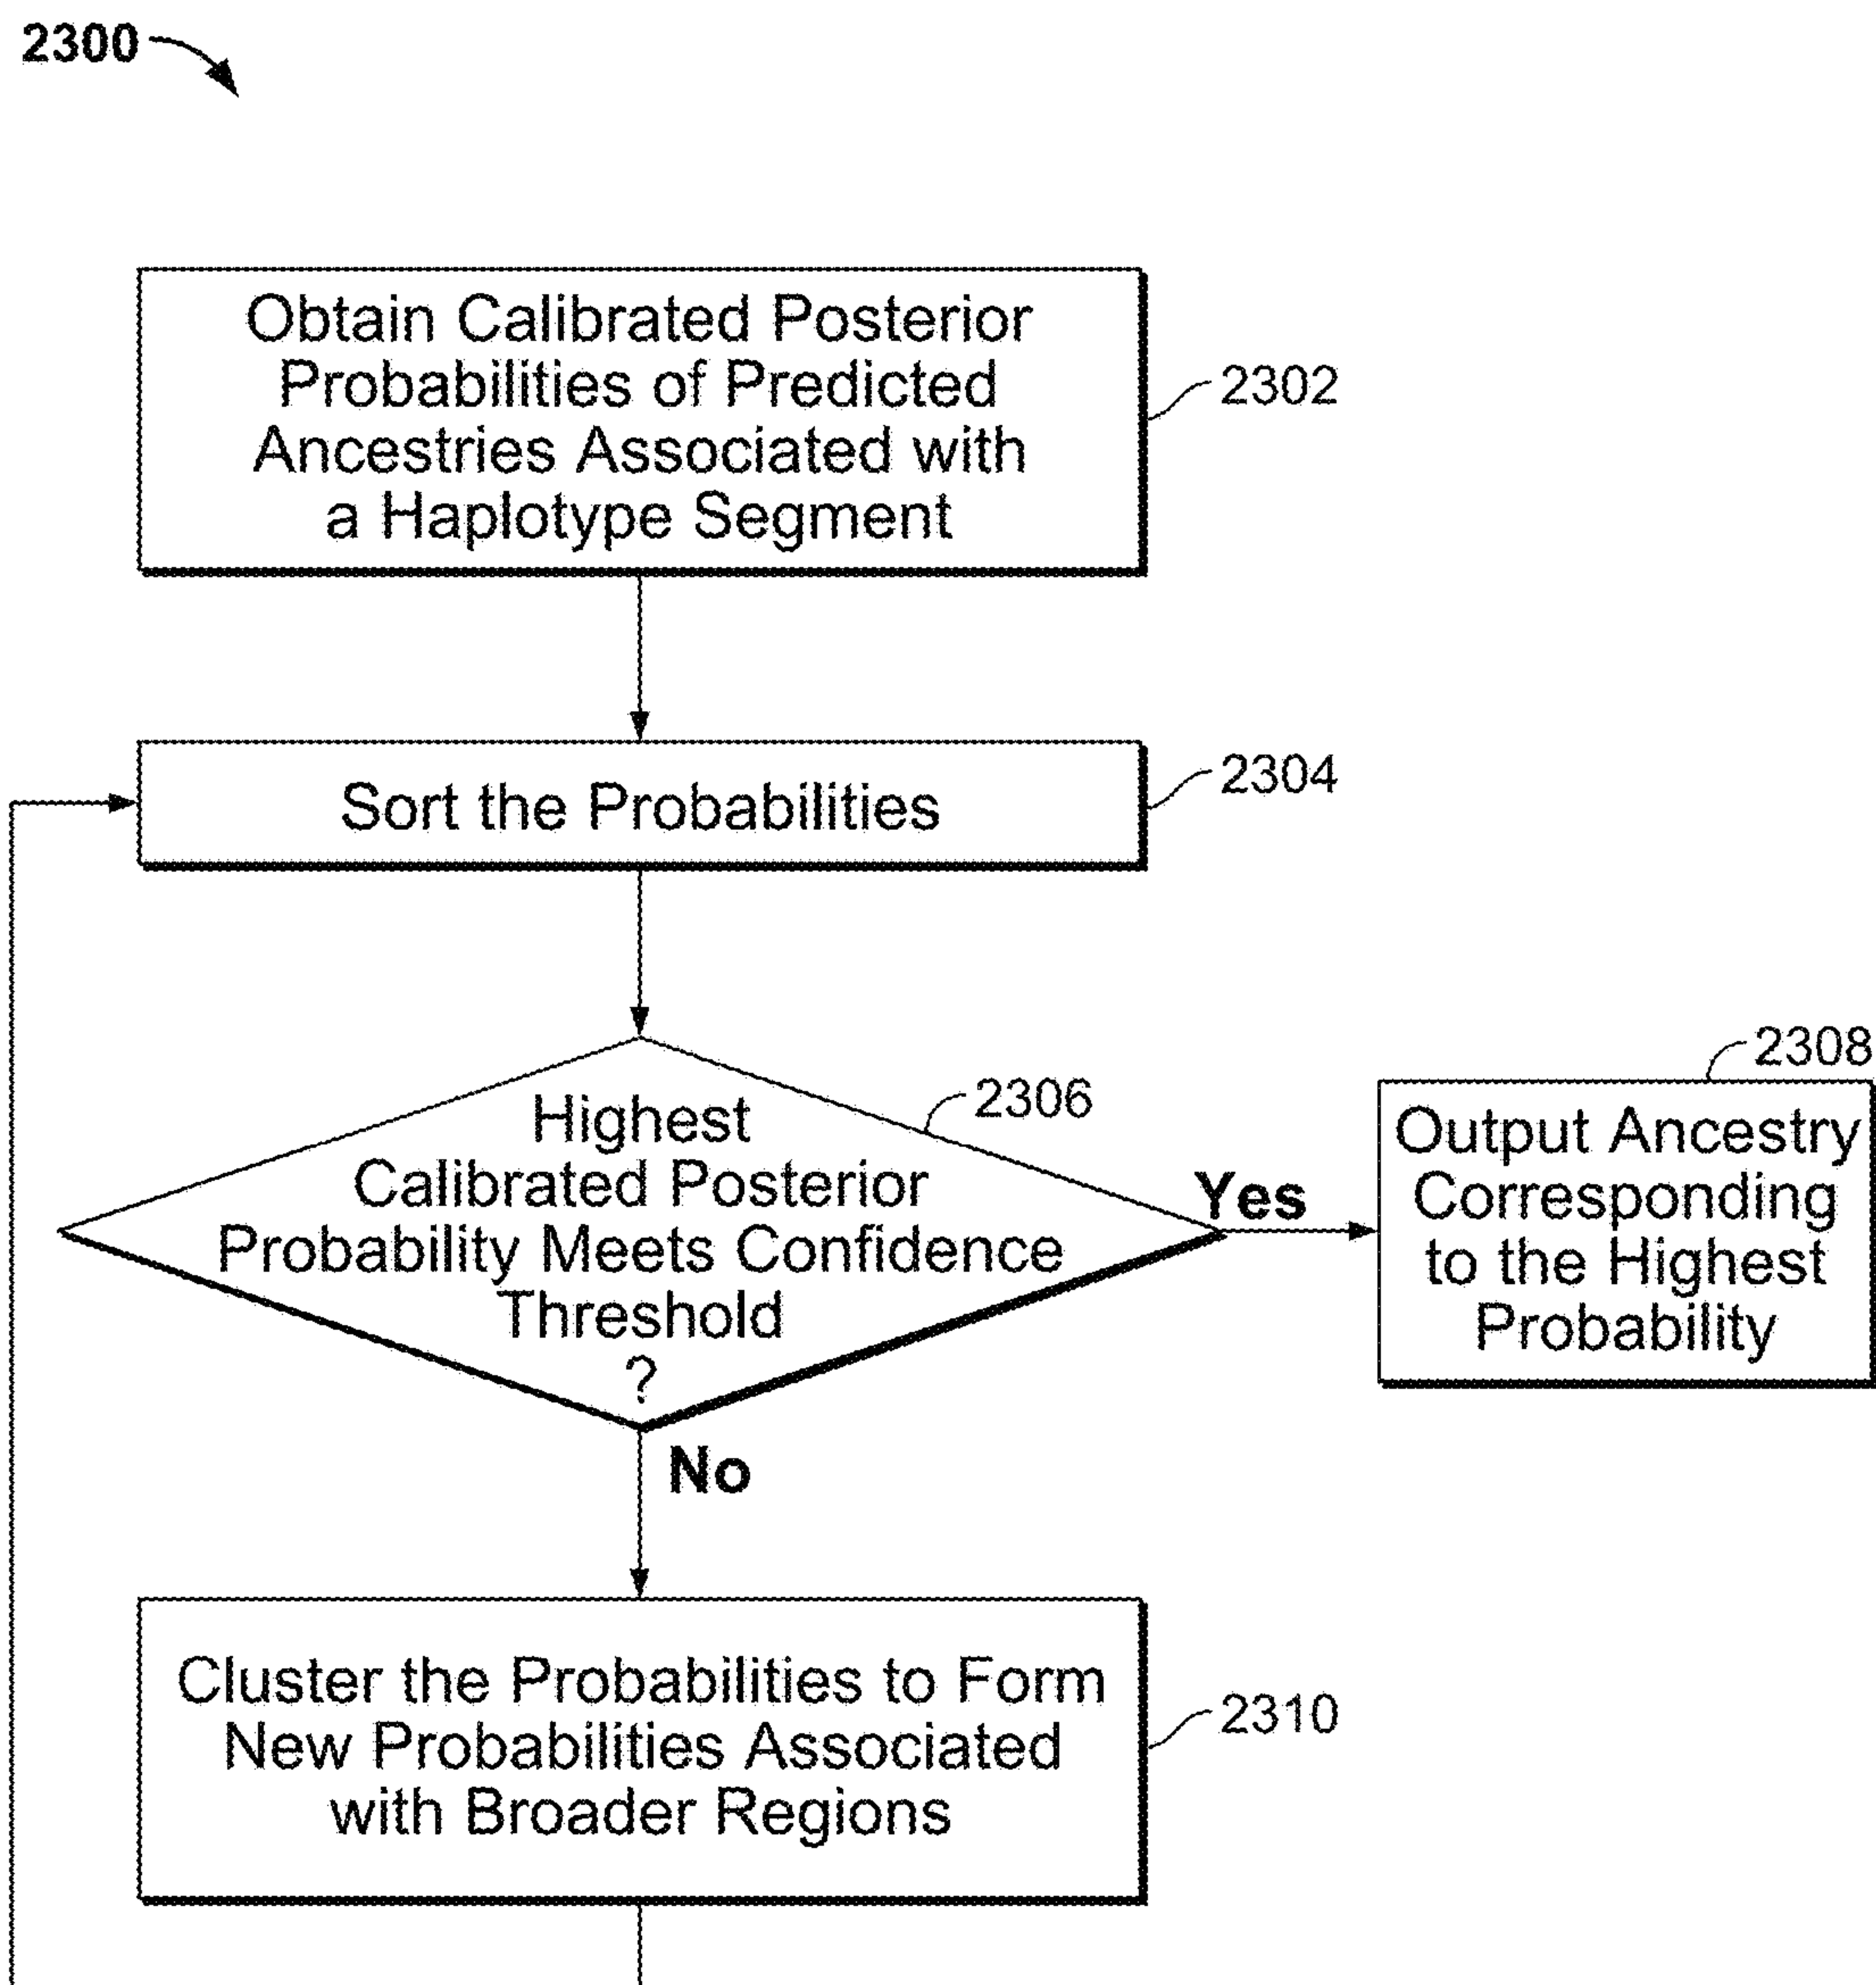 2300
Obtain Calibrated Posterior
Probabilities of Predicted
Ancestries Associated with
a Haplotype Segment
2302
Sort the Probabilities
2304
Highest
Calibrated Posterior
Probability Meets Confidence
Threshold
?
2306
Yes
2308
Output Ancestry
Corresponding
to the Highest
Probability
No
Cluster the Probabilities to Form
New Probabilities Associated
with Broader Regions
2310